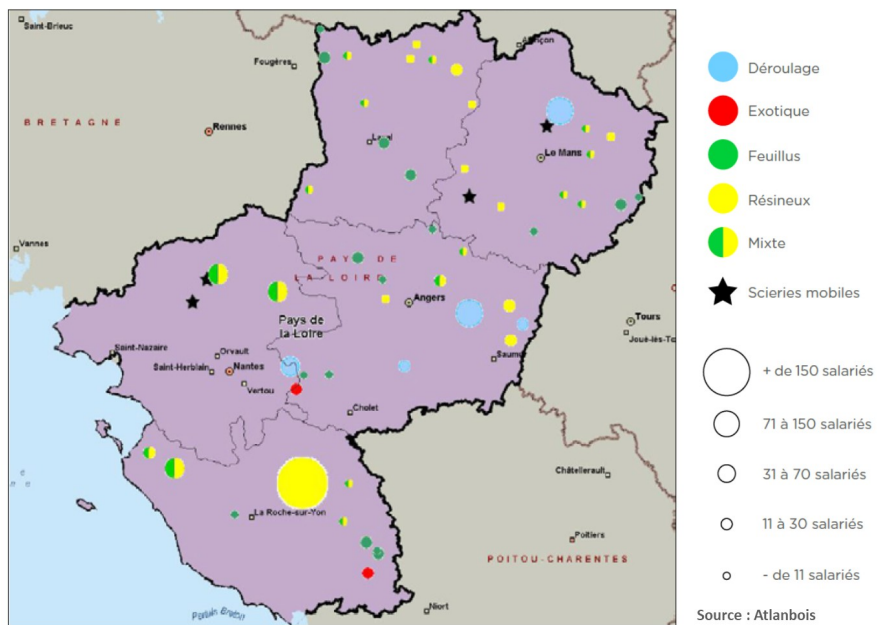 Saint-Brieuc
Fougères
Alençon
BRETAGNE
Rennes
Laval
Le Mans
Vannes
PAYS DE
LA LOIRE
Angers
Pays de
la Loire
Tours
Joué-lès-To
Saint-Nazaire
Orvault
Saint-Herblain
Nantes
Vertou
Saumur
Cholet
Châtellerault
La Roche-sur-Yon
Poitiers
POITOU-CHARENTES
Niort
Déroulage
Exotique
Feuillus
Résineux
Mixte
Scieries mobiles
+ de 150 salariés
71 à 150 salariés
31 à 70 salariés
11 à 30 salariés
- de 11 salariés
Source : Atlanbois